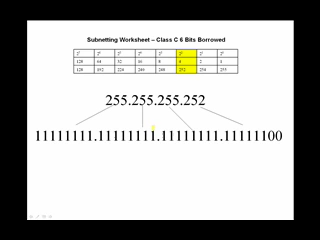 Subnetting Worksheet – Class C 6 Bits Borrowed
2⁷ 2⁶ 2⁵ 2⁴ 2³ 2² 2¹ 2⁰
128 64 32 16 8 4 2 1
128 192 224 240 248 252 254 255
255.255.255.252
11111111.11111111.11111111.11111100